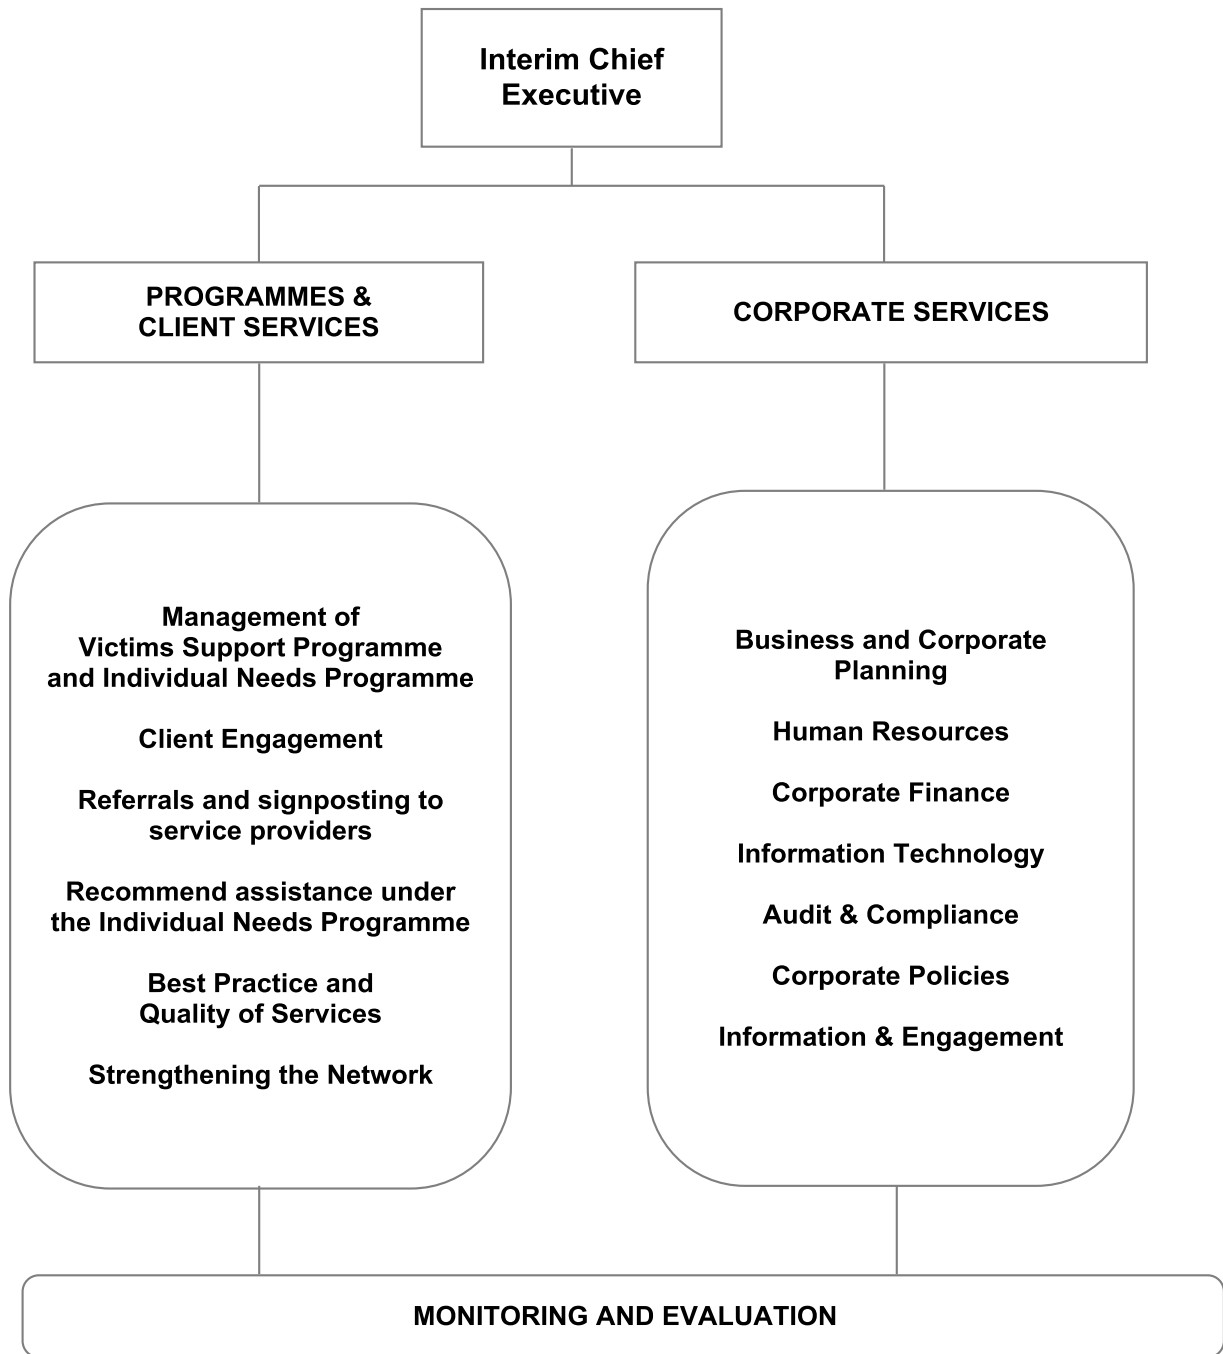 Interim Chief
Executive
PROGRAMMES &
CLIENT SERVICES
CORPORATE SERVICES
Management of
Victims Support Programme
and Individual Needs Programme
Client Engagement
Referrals and signposting to
service providers
Recommend assistance under
the Individual Needs Programme
Best Practice and
Quality of Services
Strengthening the Network
Business and Corporate
Planning
Human Resources
Corporate Finance
Information Technology
Audit & Compliance
Corporate Policies
Information & Engagement
MONITORING AND EVALUATION